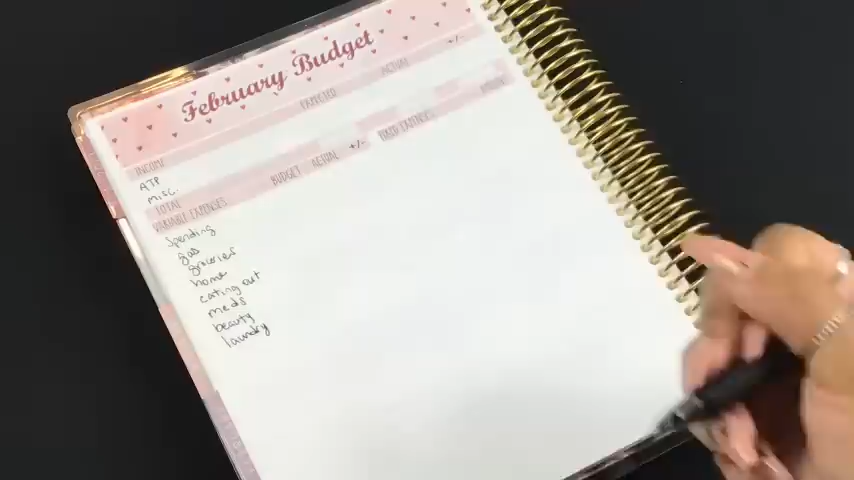 February Budget
INCOME EXPECTED ACTUAL +/-
ATP
misc.
TOTAL
VARIABLE EXPENSES BUDGET ACTUAL +/- FIXED EXPENSES
spending
gas
groceries
home
eating out
meds
beauty
laundry